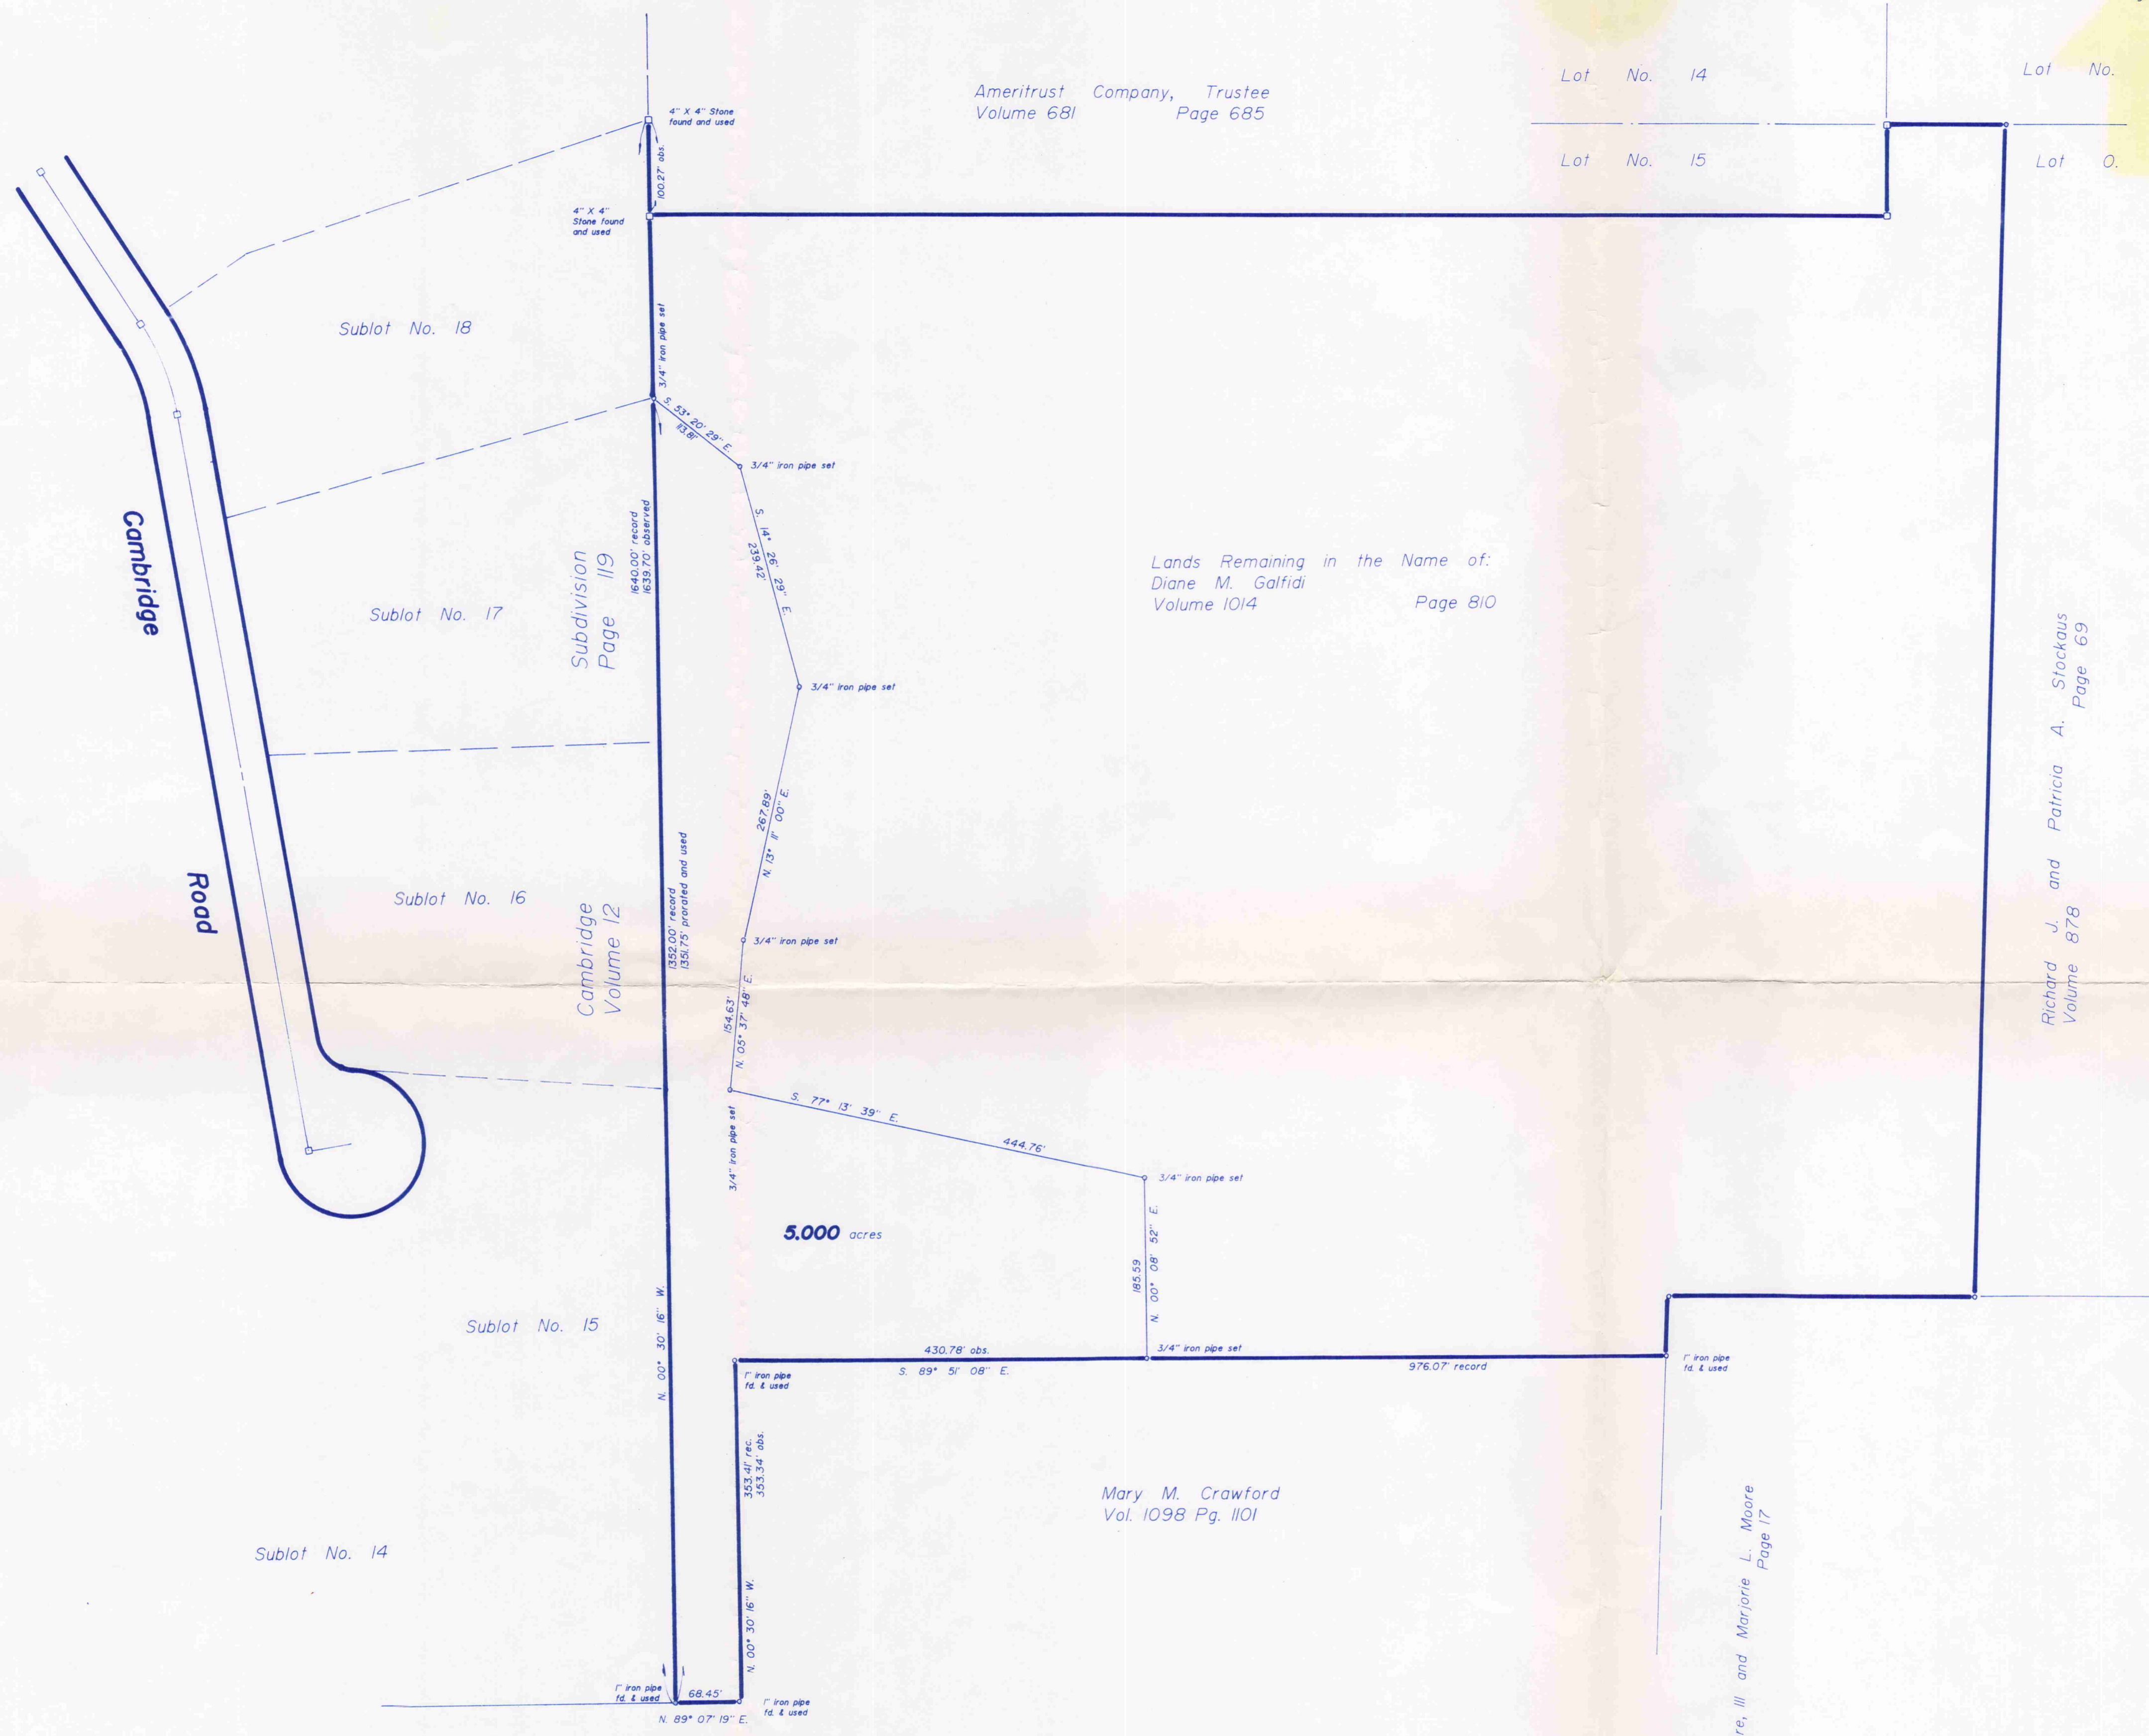 Lot No. 14
Lot No.
Ameritrust Company, Trustee
Volume 681 Page 685
4" X 4" Stone
found and used
100.27' obs.
Lot No. 15
Lot O.
4" X 4"
Stone found
and used
Sublot No. 18
3/4" iron pipe set
S. 53° 20' 29" E.
113.81'
3/4" iron pipe set
S. 14° 26' 29" E.
239.42'
Cambridge
Road
Sublot No. 17
Subdivision
Page 119
1640.00' record
1639.70' observed
Lands Remaining in the Name of:
Diane M. Galfidi
Volume 1014 Page 810
Richard J. and Patricia A. Stockaus
Volume 878 Page 69
3/4" iron pipe set
267.89'
N. 13° 11' 00" E.
Sublot No. 16
Cambridge
Volume 12
1352.00' record
1351.75' prorated and used
3/4" iron pipe set
154.63'
N. 05° 37' 48" E.
3/4" iron pipe set
S. 77° 13' 39" E.
444.76'
3/4" iron pipe set
5.000 acres
185.59
N. 00° 08' 52" E.
Sublot No. 15
N. 00° 30' 16" W.
430.78' obs.
S. 89° 51' 08" E.
3/4" iron pipe set
976.07' record
1" iron pipe
fd. & used
1" iron pipe
fd. & used
353.41' rec.
353.34' obs.
N. 00° 30' 16" W.
Mary M. Crawford
Vol. 1098 Pg. 1101
re, III and Marjorie L. Moore
Page 17
Sublot No. 14
1" iron pipe
fd. & used
68.45'
N. 89° 07' 19" E.
1" iron pipe
fd. & used